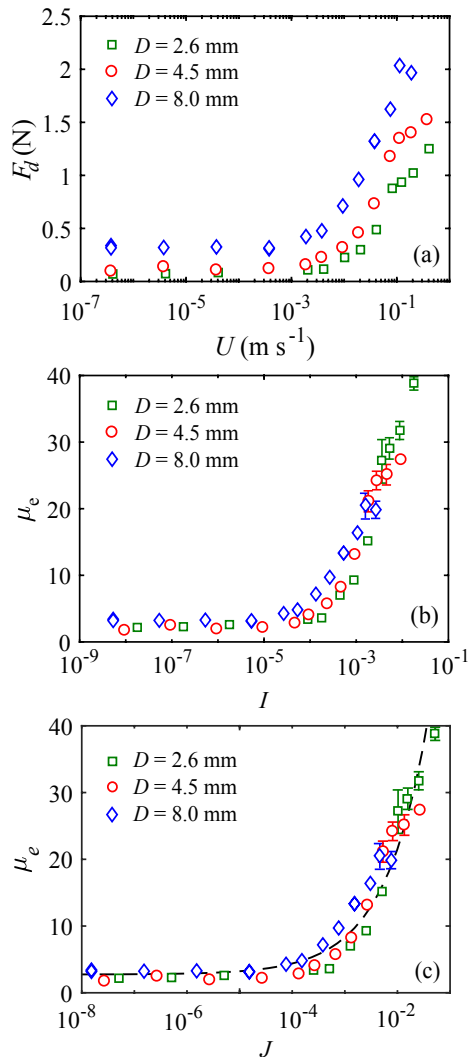 2.5
2
1.5
1
0.5
0
F_d (N)
D = 2.6 mm
D = 4.5 mm
D = 8.0 mm
(a)
10^-7 10^-5 10^-3 10^-1
U (m s^-1)
40
30
20
10
0
μ_e
D = 2.6 mm
D = 4.5 mm
D = 8.0 mm
(b)
10^-9 10^-7 10^-5 10^-3 10^-1
I
40
30
20
10
0
μ_e
D = 2.6 mm
D = 4.5 mm
D = 8.0 mm
(c)
10^-8 10^-6 10^-4 10^-2
J